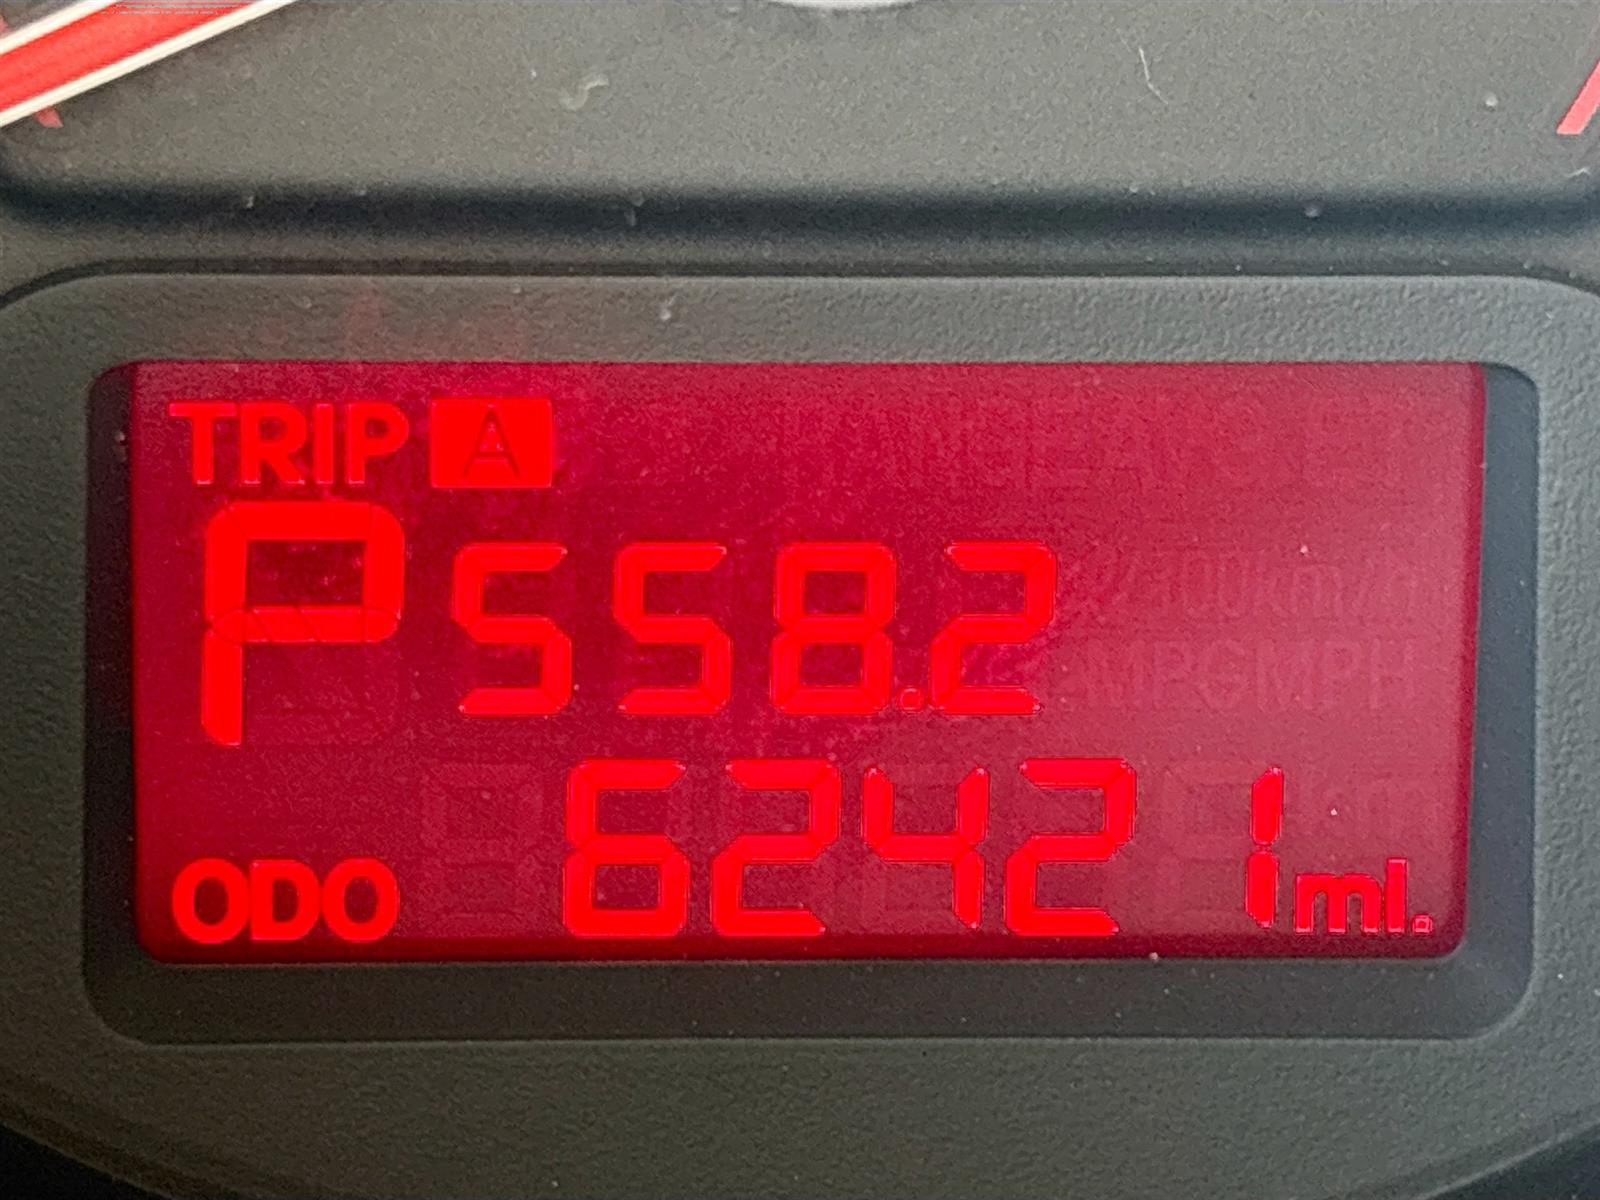 TRIP A
P 558.2
ODO 62421 mi.